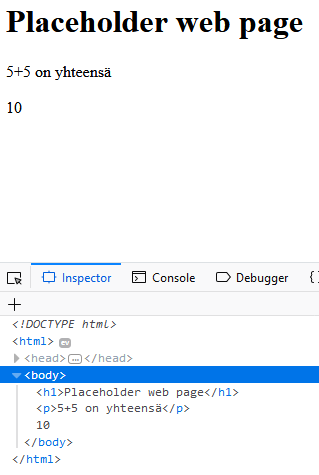 Placeholder web page
5+5 on yhteensä
10
Inspector Console Debugger {}
<!DOCTYPE html>
<html> ev
<head> ... </head>
<body>
<h1>Placeholder web page</h1>
<p>5+5 on yhteensä</p>
10
</body>
</html>